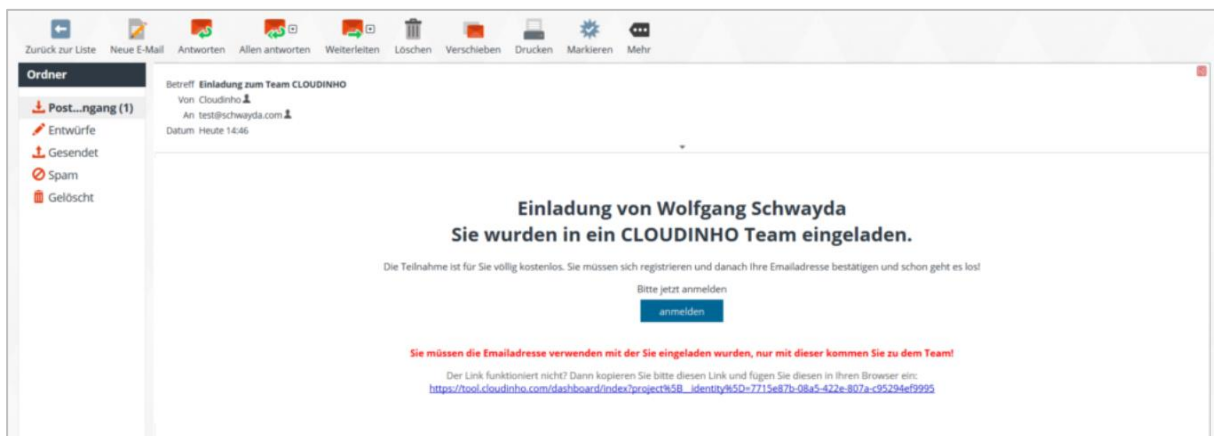 Zurück zur Liste Neue E-Mail Antworten Allen antworten Weiterleiten Löschen Verschieben Drucken Markieren Mehr
Ordner
Post...ngang (1)
Entwürfe
Gesendet
Spam
Gelöscht
Betreff Einladung zum Team CLOUDINHO
Von Cloudinho
An test@schwayda.com
Datum Heute 14:46
Einladung von Wolfgang Schwayda
Sie wurden in ein CLOUDINHO Team eingeladen.
Die Teilnahme ist für Sie völlig kostenlos. Sie müssen sich registrieren und danach Ihre Emailadresse bestätigen und schon geht es los!
Bitte jetzt anmelden
anmelden
Sie müssen die Emailadresse verwenden mit der Sie eingeladen wurden, nur mit dieser kommen Sie zu dem Team!
Der Link funktioniert nicht? Dann kopieren Sie bitte diesen Link und fügen Sie diesen in Ihren Browser ein:
https://tool.cloudinho.com/dashboard/index?project%5B__identity%5D=7715e87b-08a5-422e-807a-c95294ef9995